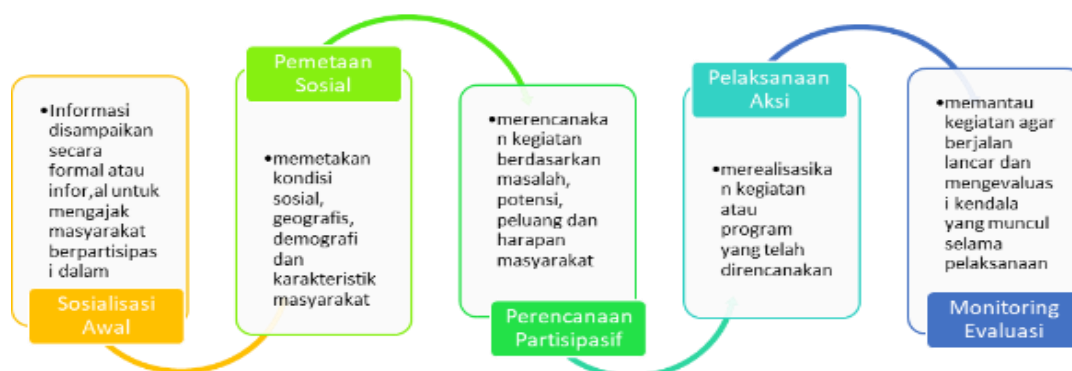 •Informasi
disampaikan
secara
formal atau
infor,al untuk
mengajak
masyarakat
berpartisipas
i dalam
Sosialisasi
Awal
Pemetaan
Sosial
•memetakan
kondisi
sosial,
geografis,
demografi
dan
karakteristik
masyarakat
•merencanaka
n kegiatan
berdasarkan
masalah,
potensi,
peluang dan
harapan
masyarakat
Perencanaan
Partisipasif
Pelaksanaan
Aksi
•merealisasika
n kegiatan
atau
program
yang telah
direncanakan
•memantau
kegiatan agar
berjalan
lancar dan
mengevaluas
i kendala
yang muncul
selama
pelaksanaan
Monitoring
Evaluasi